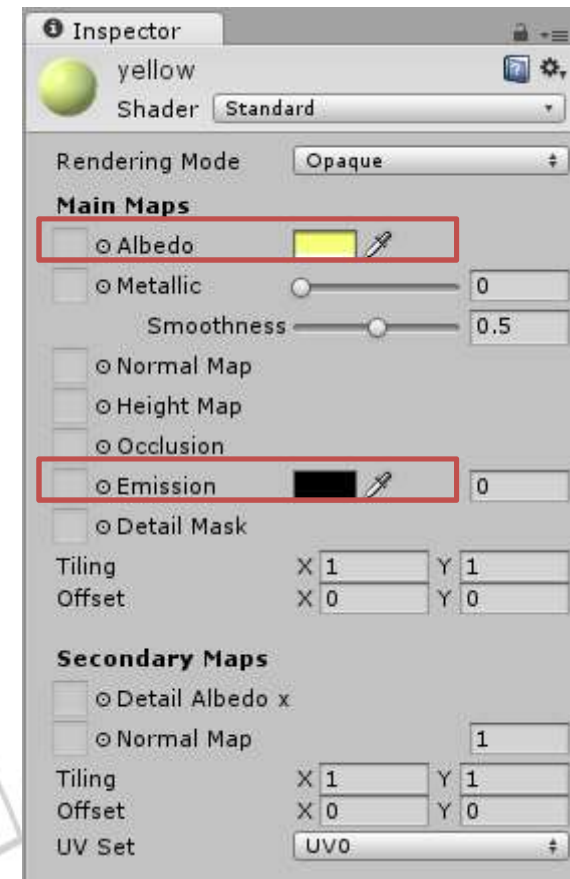 Inspector
yellow
Shader Standard
Rendering Mode Opaque
Main Maps
Albedo
Metallic 0
Smoothness 0.5
Normal Map
Height Map
Occlusion
Emission 0
Detail Mask
Tiling X 1 Y 1
Offset X 0 Y 0
Secondary Maps
Detail Albedo x
Normal Map 1
Tiling X 1 Y 1
Offset X 0 Y 0
UV Set UV0